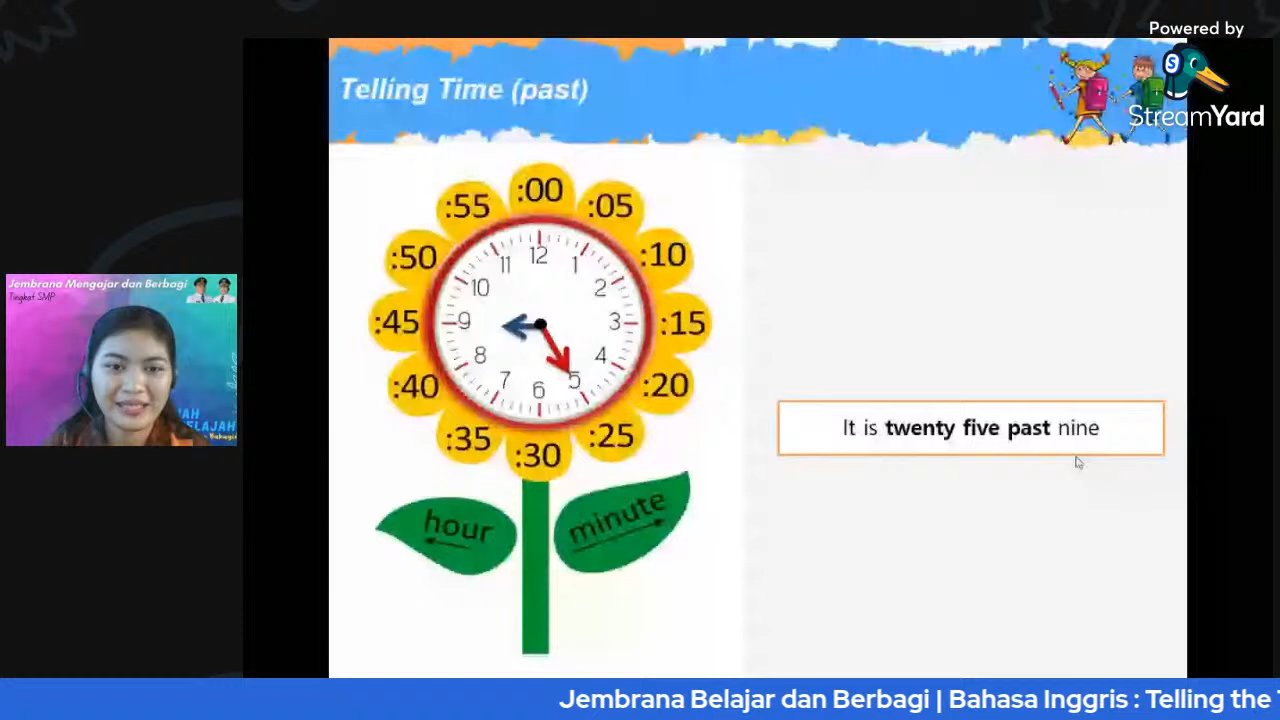 Powered by
StreamYard
Telling Time (past)
:00
:05
:10
:15
:20
:25
:30
:35
:40
:45
:50
:55
12
1
2
3
4
5
6
7
8
9
10
11
hour
minute
It is twenty five past nine
Jembrana Mengajar dan Berbagi
Tingkat SMP
Jembrana Belajar dan Berbagi | Bahasa Inggris : Telling the